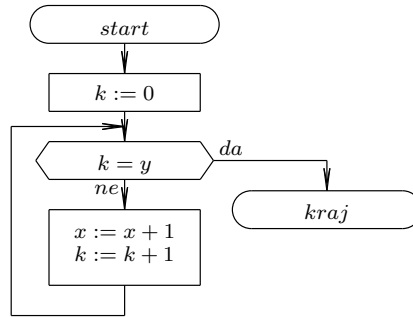 start
k := 0
k = y
da
ne
kraj
x := x + 1
k := k + 1